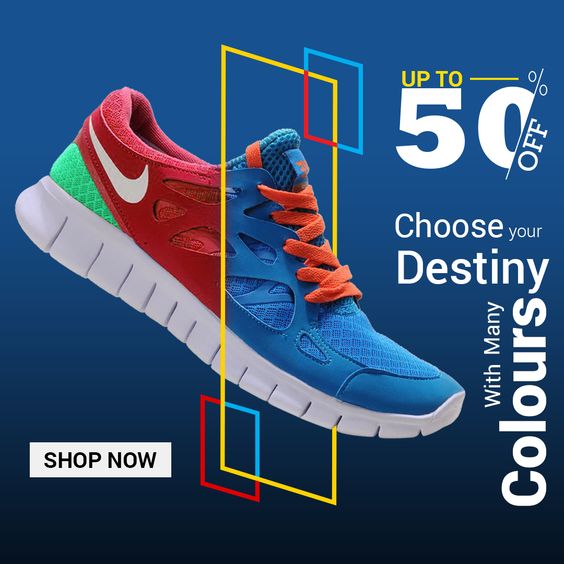 UP TO
50% OFF
Choose your
Destiny
With Many
Colours
SHOP NOW